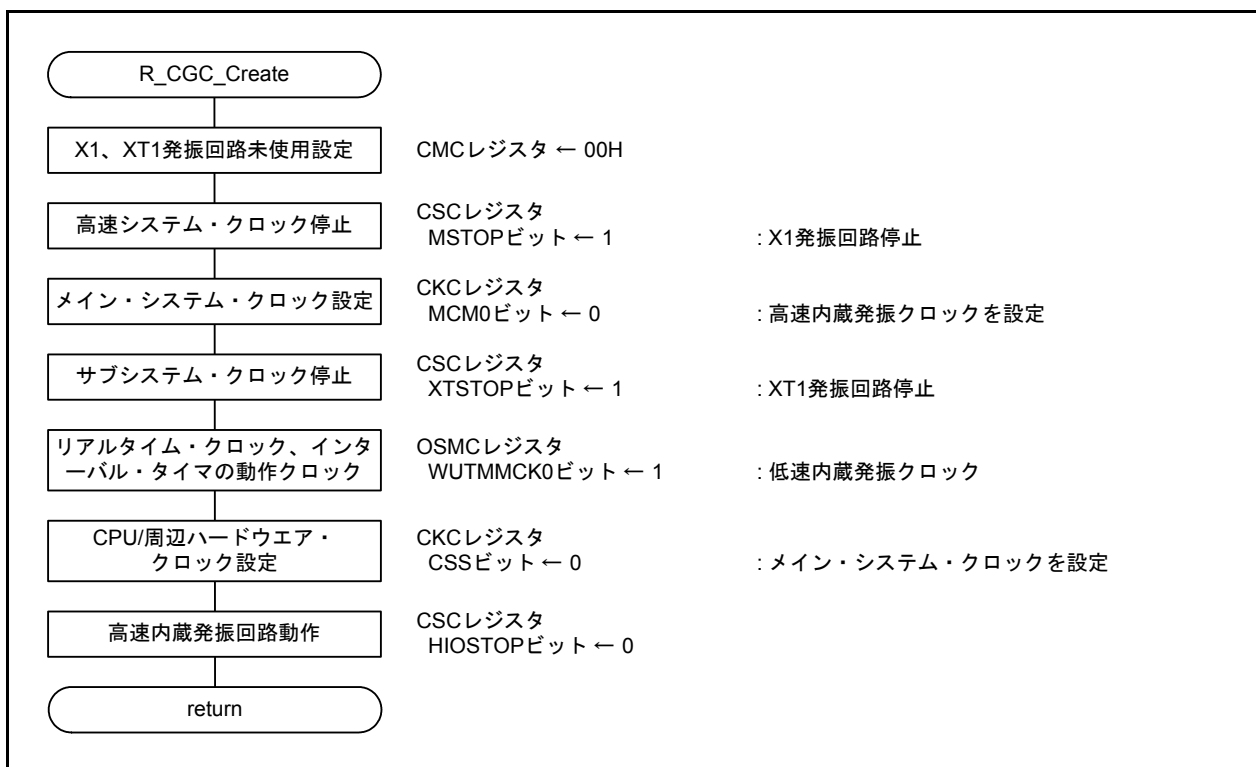 R_CGC_Create
X1、XT1発振回路未使用設定
CMCレジスタ ← 00H
高速システム・クロック停止
CSCレジスタ
MSTOPビット ← 1
: X1発振回路停止
メイン・システム・クロック設定
CKCレジスタ
MCM0ビット ← 0
: 高速内蔵発振クロックを設定
サブシステム・クロック停止
CSCレジスタ
XTSTOPビット ← 1
: XT1発振回路停止
リアルタイム・クロック、インタ
ーバル・タイマの動作クロック
OSMCレジスタ
WUTMMCK0ビット ← 1
: 低速内蔵発振クロック
CPU/周辺ハードウエア・
クロック設定
CKCレジスタ
CSSビット ← 0
: メイン・システム・クロックを設定
高速内蔵発振回路動作
CSCレジスタ
HIOSTOPビット ← 0
return